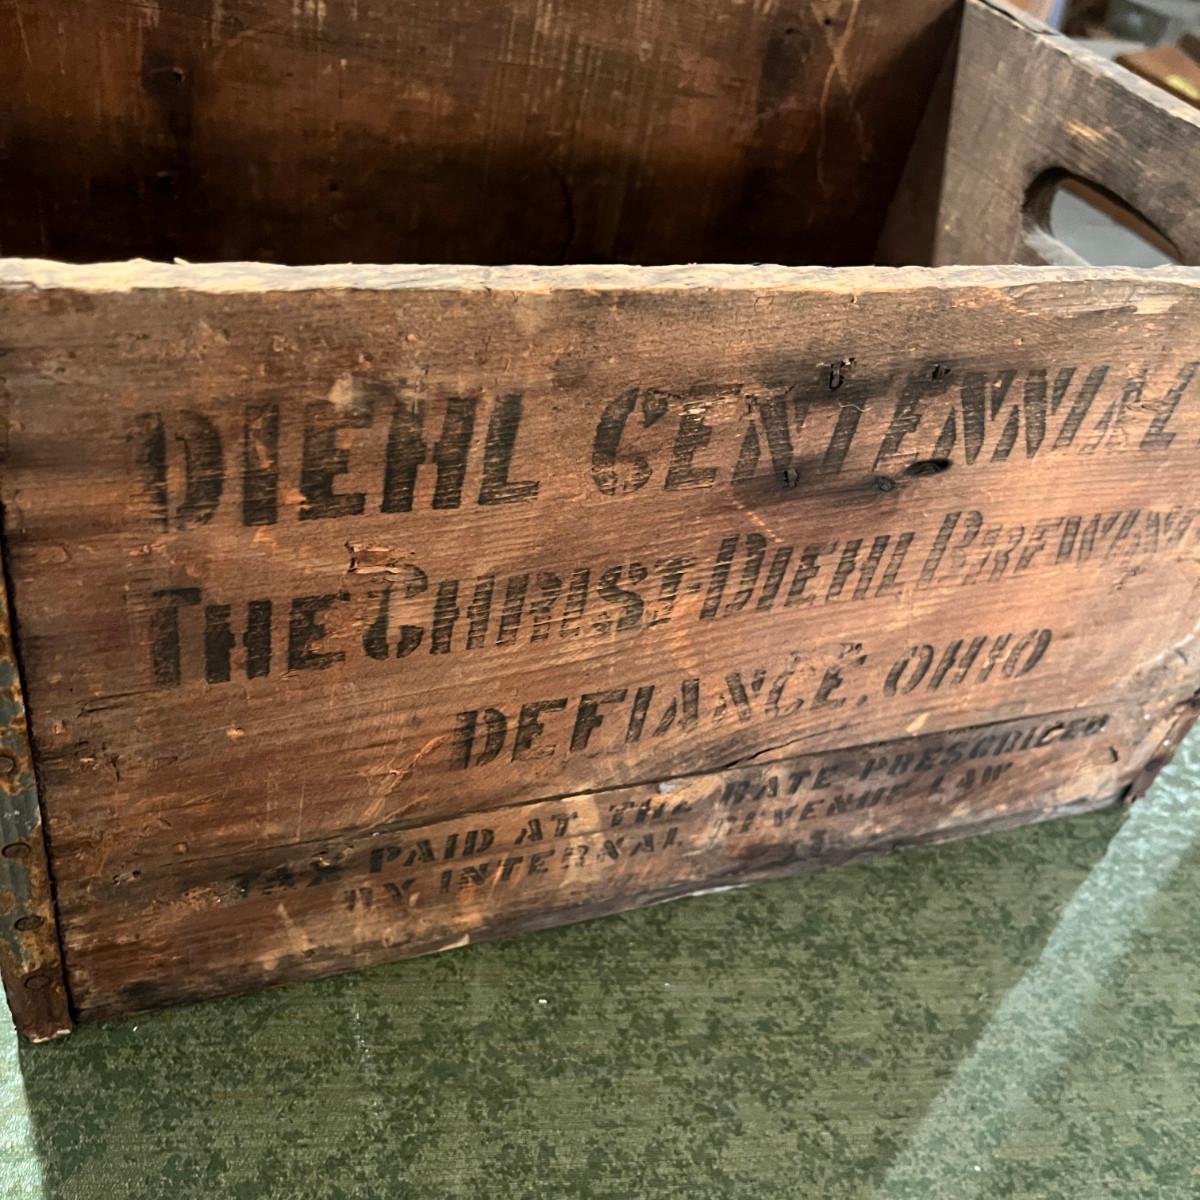 DIEHL CENTENNIAL
THE CHRIST-DIEHL BREWING
DEFIANCE, OHIO
TAX PAID AT THE RATE PRESCRIBED
BY INTERNAL REVENUE LAW